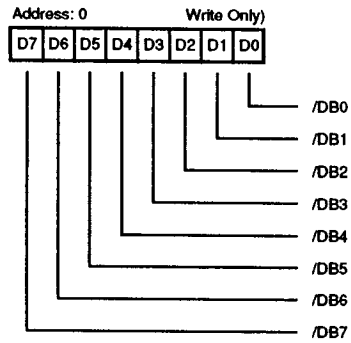 Address: 0 Write Only)
D7 D6 D5 D4 D3 D2 D1 D0
/DB0
/DB1
/DB2
/DB3
/DB4
/DB5
/DB6
/DB7